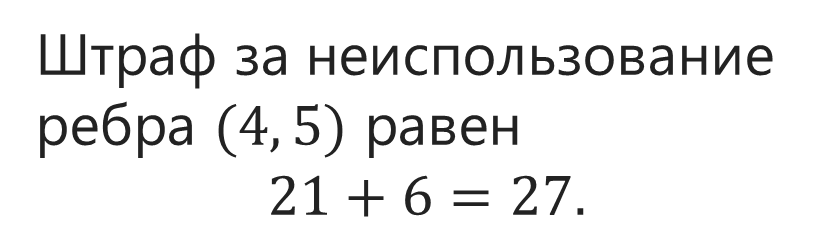 Штраф за неиспользование
ребра (4, 5) равен
21 + 6 = 27.